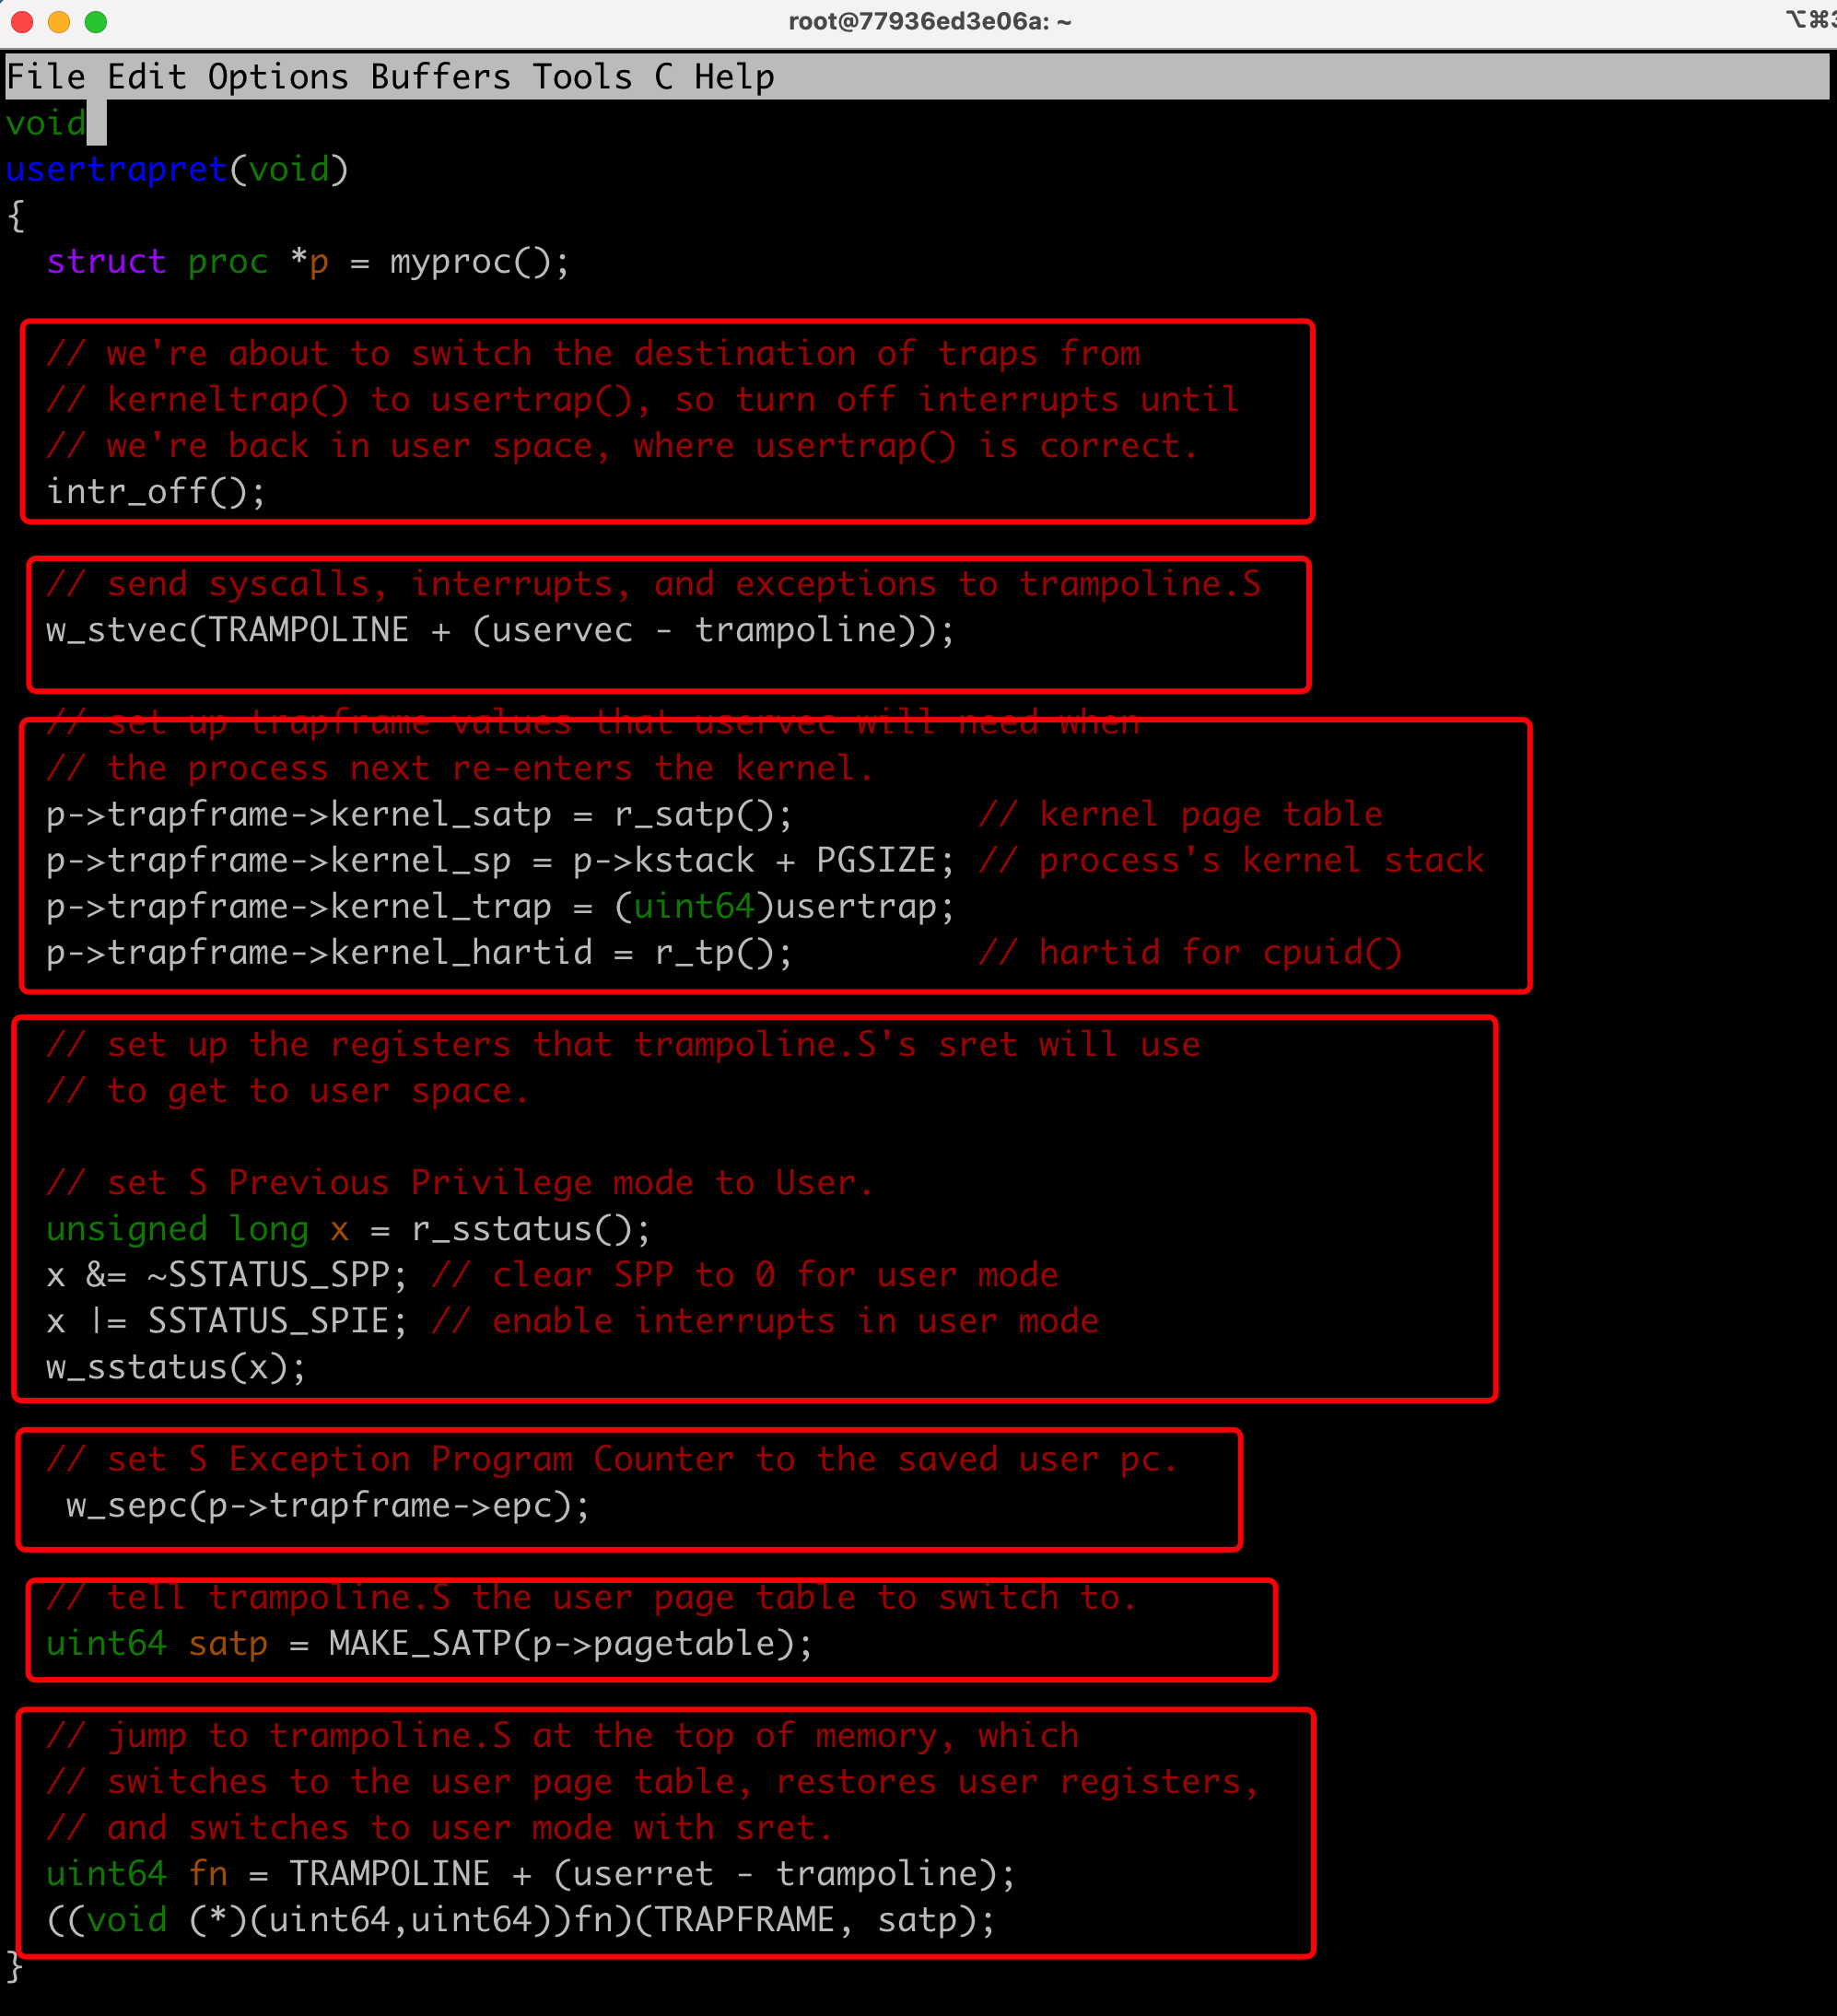 root@77936ed3e06a: ~
⌥⌘
File Edit Options Buffers Tools C Help
void
usertrapret(void)
{
  struct proc *p = myproc();

  // we're about to switch the destination of traps from
  // kerneltrap() to usertrap(), so turn off interrupts until
  // we're back in user space, where usertrap() is correct.
  intr_off();

  // send syscalls, interrupts, and exceptions to trampoline.S
  w_stvec(TRAMPOLINE + (uservec - trampoline));

  // set up trapframe values that uservec will need when
  // the process next re-enters the kernel.
  p->trapframe->kernel_satp = r_satp();         // kernel page table
  p->trapframe->kernel_sp = p->kstack + PGSIZE; // process's kernel stack
  p->trapframe->kernel_trap = (uint64)usertrap;
  p->trapframe->kernel_hartid = r_tp();         // hartid for cpuid()

  // set up the registers that trampoline.S's sret will use
  // to get to user space.

  // set S Previous Privilege mode to User.
  unsigned long x = r_sstatus();
  x &= ~SSTATUS_SPP; // clear SPP to 0 for user mode
  x |= SSTATUS_SPIE; // enable interrupts in user mode
  w_sstatus(x);

  // set S Exception Program Counter to the saved user pc.
   w_sepc(p->trapframe->epc);

  // tell trampoline.S the user page table to switch to.
  uint64 satp = MAKE_SATP(p->pagetable);

  // jump to trampoline.S at the top of memory, which
  // switches to the user page table, restores user registers,
  // and switches to user mode with sret.
  uint64 fn = TRAMPOLINE + (userret - trampoline);
  ((void (*)(uint64,uint64))fn)(TRAPFRAME, satp);
}